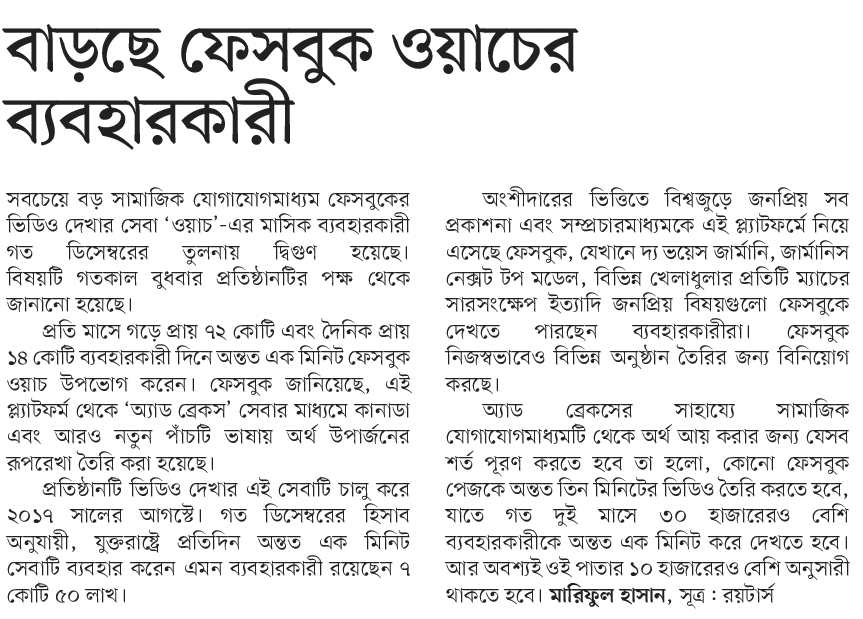 বাড়ছে ফেসবুক ওয়াচের
ব্যবহারকারী
সবচেয়ে বড় সামাজিক যোগাযোগমাধ্যম ফেসবুকের
ভিডিও দেখার সেবা ‘ওয়াচ’-এর মাসিক ব্যবহারকারী
গত ডিসেম্বরের তুলনায় দ্বিগুণ হয়েছে।
বিষয়টি গতকাল বুধবার প্রতিষ্ঠানটির পক্ষ থেকে
জানানো হয়েছে।
প্রতি মাসে গড়ে প্রায় ৭২ কোটি এবং দৈনিক প্রায়
১৪ কোটি ব্যবহারকারী দিনে অন্তত এক মিনিট ফেসবুক
ওয়াচ উপভোগ করেন। ফেসবুক জানিয়েছে, এই
প্ল্যাটফর্ম থেকে ‘অ্যাড ব্রেকস’ সেবার মাধ্যমে কানাডা
এবং আরও নতুন পাঁচটি ভাষায় অর্থ উপার্জনের
রূপরেখা তৈরি করা হয়েছে।
প্রতিষ্ঠানটি ভিডিও দেখার এই সেবাটি চালু করে
২০১৭ সালের আগস্টে। গত ডিসেম্বরের হিসাব
অনুযায়ী, যুক্তরাষ্ট্রে প্রতিদিন অন্তত এক মিনিট
সেবাটি ব্যবহার করেন এমন ব্যবহারকারী রয়েছেন ৭
কোটি ৫০ লাখ।
অংশীদারের ভিত্তিতে বিশ্বজুড়ে জনপ্রিয় সব
প্রকাশনা এবং সম্প্রচারমাধ্যমকে এই প্ল্যাটফর্মে নিয়ে
এসেছে ফেসবুক, যেখানে দ্য ভয়েস জার্মানি, জার্মানিস
নেক্সট টপ মডেল, বিভিন্ন খেলাধুলার প্রতিটি ম্যাচের
সারসংক্ষেপ ইত্যাদি জনপ্রিয় বিষয়গুলো ফেসবুকে
দেখতে পারছেন ব্যবহারকারীরা। ফেসবুক
নিজস্বভাবেও বিভিন্ন অনুষ্ঠান তৈরির জন্য বিনিয়োগ
করছে।
অ্যাড ব্রেকসের সাহায্যে সামাজিক
যোগাযোগমাধ্যমটি থেকে অর্থ আয় করার জন্য যেসব
শর্ত পূরণ করতে হবে তা হলো, কোনো ফেসবুক
পেজকে অন্তত তিন মিনিটের ভিডিও তৈরি করতে হবে,
যাতে গত দুই মাসে ৩০ হাজারেরও বেশি
ব্যবহারকারীকে অন্তত এক মিনিট করে দেখতে হবে।
আর অবশ্যই ওই পাতার ১০ হাজারেরও বেশি অনুসারী
থাকতে হবে। মারিফুল হাসান, সূত্র : রয়টার্স